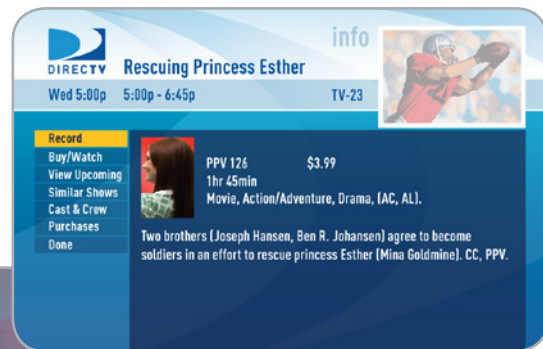 info
DIRECTV Rescuing Princess Esther
Wed 5:00p 5:00p - 6:45p TV-23
Record
Buy/Watch
View Upcoming
Similar Shows
Cast & Crew
Purchases
Done
PPV 126 $3.99
1hr 45min
Movie, Action/Adventure, Drama, (AC, AL).
Two brothers (Joseph Hansen, Ben R. Johansen) agree to become
soldiers in an effort to rescue princess Esther (Mina Goldmine). CC, PPV.